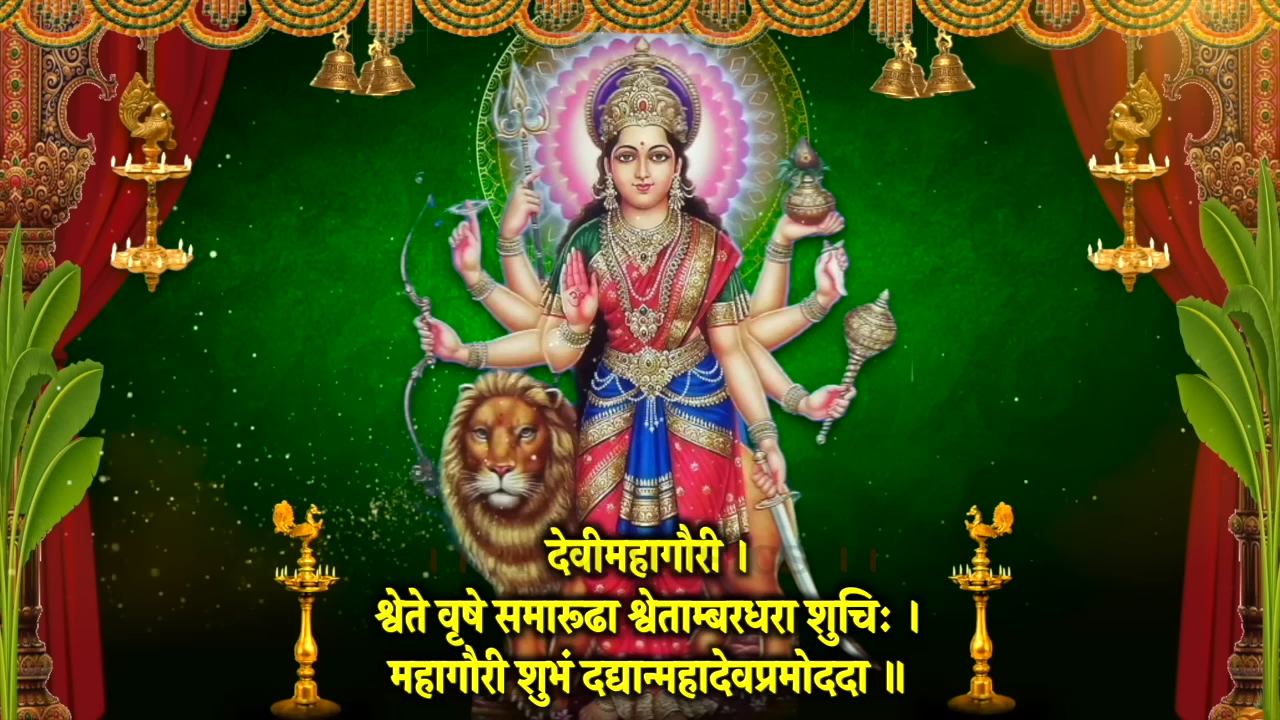 देवीमहागौरी ।
श्वेते वृषे समारूढा श्वेताम्बरधरा शुचिः ।
महागौरी शुभं दद्यान्महादेवप्रमोददा ॥